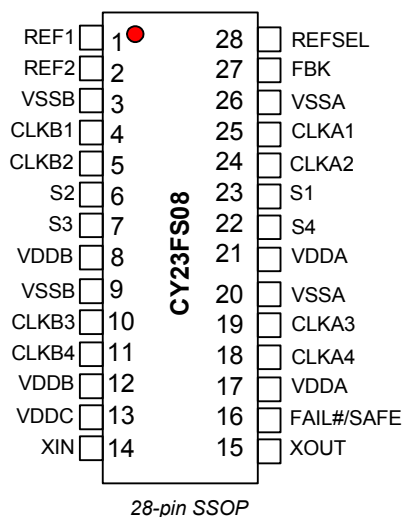 REF1 1 28 REFSEL
REF2 2 27 FBK
VSSB 3 26 VSSA
CLKB1 4 25 CLKA1
CLKB2 5 24 CLKA2
S2 6 23 S1
S3 7 22 S4
VDDB 8 21 VDDA
VSSB 9 20 VSSA
CLKB3 10 19 CLKA3
CLKB4 11 18 CLKA4
VDDB 12 17 VDDA
VDDC 13 16 FAIL#/SAFE
XIN 14 15 XOUT
CY23FS08
28-pin SSOP